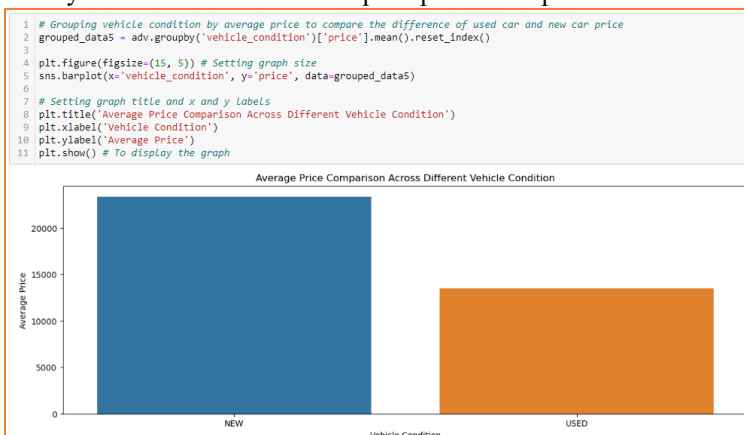 1 # Grouping vehicle condition by average price to compare the difference of used car and new car price
2 grouped_data5 = adv.groupby('vehicle_condition')['price'].mean().reset_index()
3
4 plt.figure(figsize=(15, 5)) # Setting graph size
5 sns.barplot(x='vehicle_condition', y='price', data=grouped_data5)
6
7 # Setting graph title and x and y labels
8 plt.title('Average Price Comparison Across Different Vehicle Condition')
9 plt.xlabel('Vehicle Condition')
10 plt.ylabel('Average Price')
11 plt.show() # To display the graph
Average Price Comparison Across Different Vehicle Condition
20000
15000
10000
5000
0
Average Price
NEW USED
Vehicle Condition